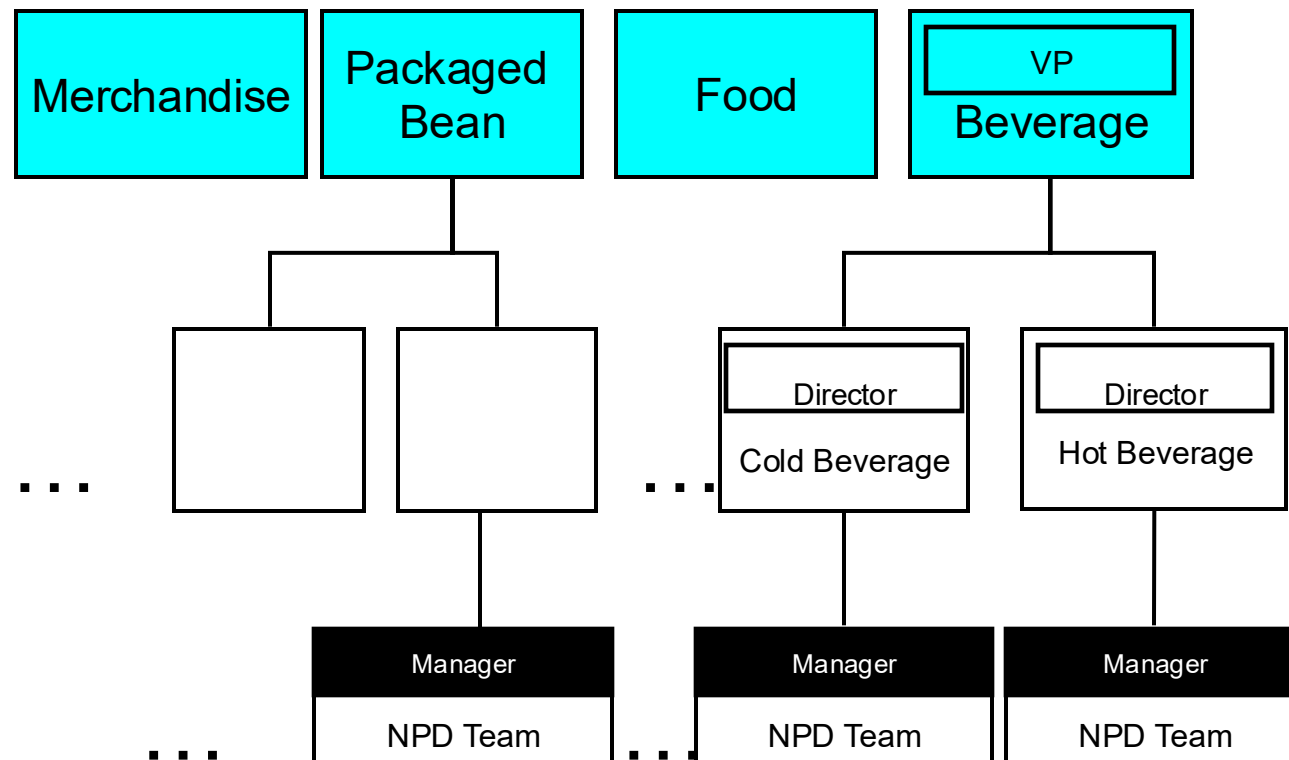 Merchandise
Packaged
Bean
Food
VP
Beverage
Director
Cold Beverage
Director
Hot Beverage
...
...
Manager
NPD Team
Manager
NPD Team
Manager
NPD Team
...
...